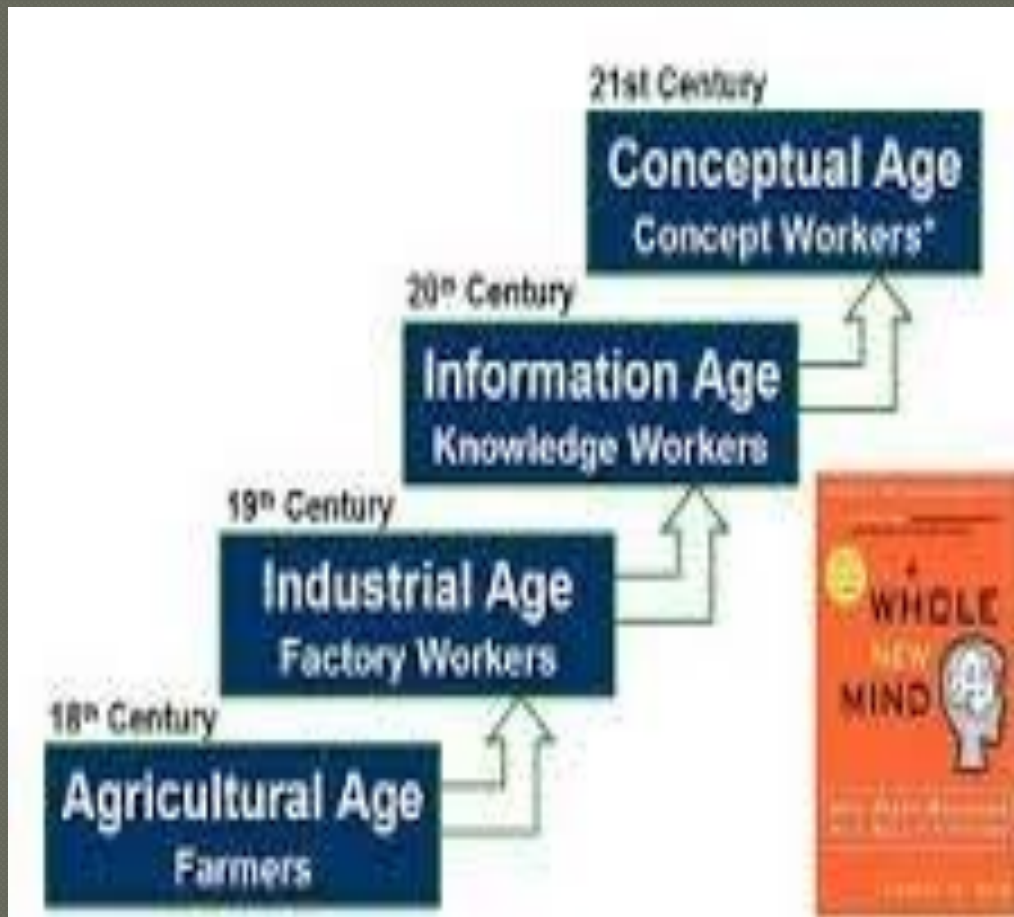 21st Century
Conceptual Age
Concept Workers*
20th Century
Information Age
Knowledge Workers
19th Century
Industrial Age
Factory Workers
18th Century
Agricultural Age
Farmers
A
WHOLE
NEW
MIND